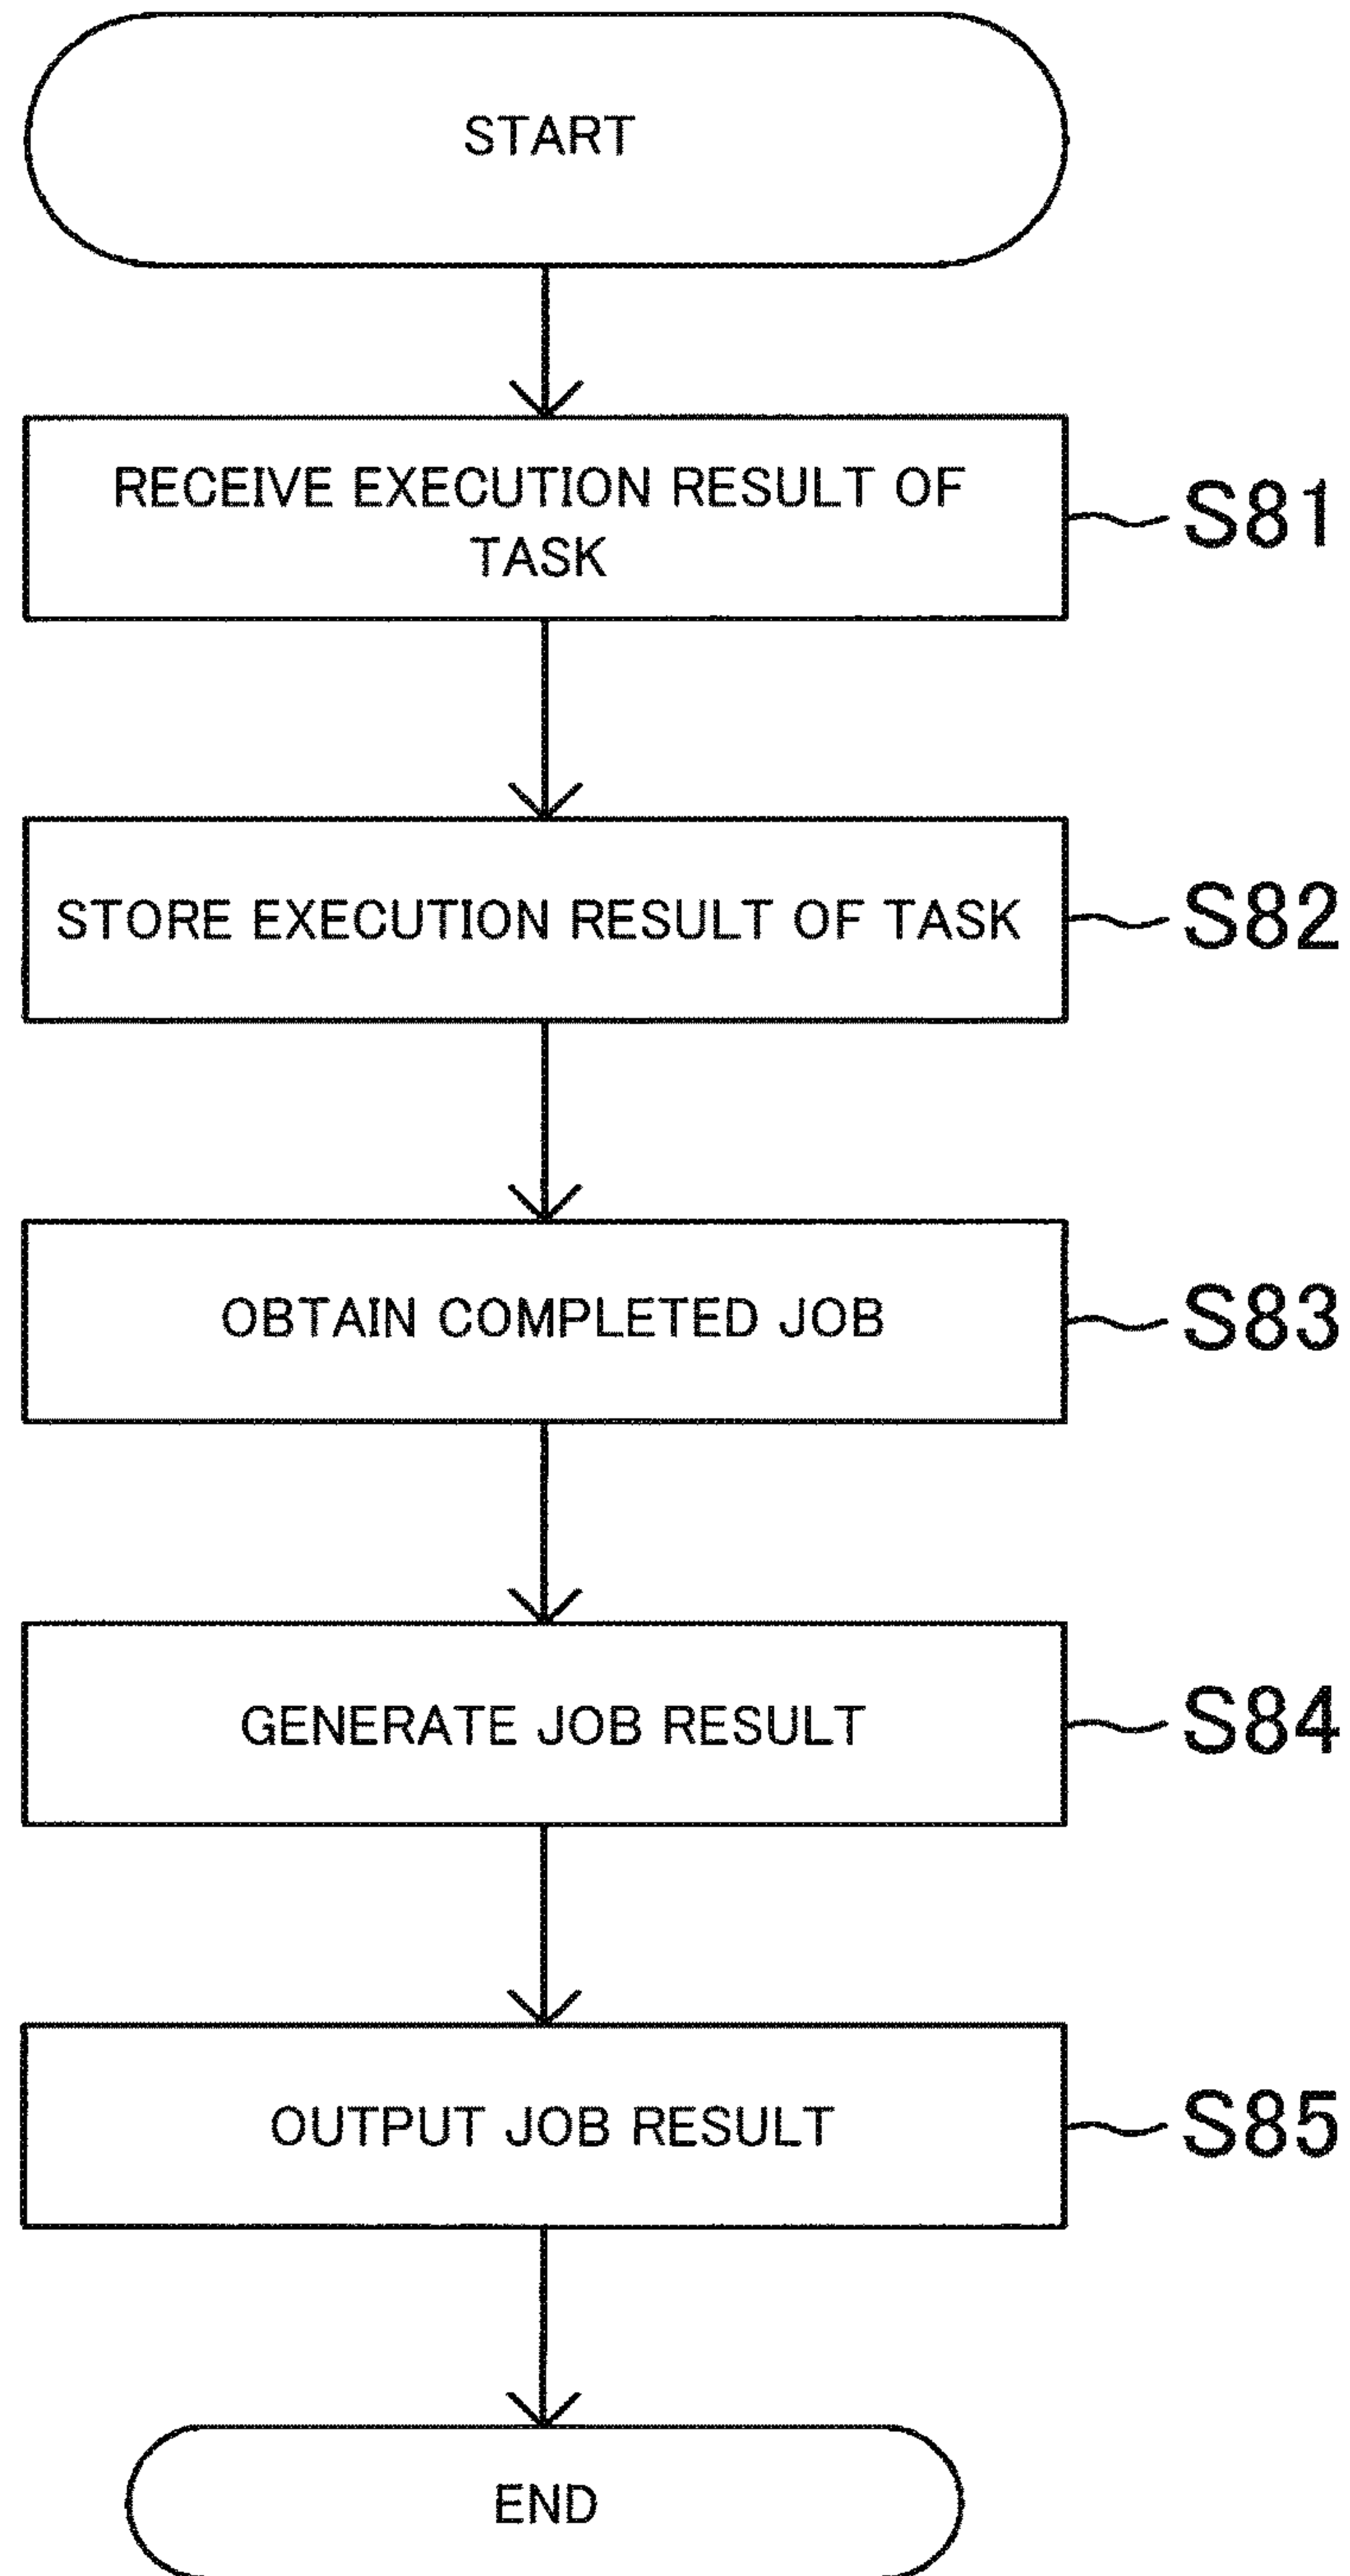 START
RECEIVE EXECUTION RESULT OF
TASK
S81
STORE EXECUTION RESULT OF TASK
S82
OBTAIN COMPLETED JOB
S83
GENERATE JOB RESULT
S84
OUTPUT JOB RESULT
S85
END